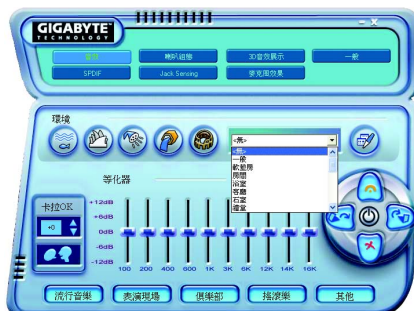 GIGABYTE
TECHNOLOGY
音效 喇叭組態 3D音效展示 一般
SPDIF Jack Sensing 麥克風效果
環境
<無>
<無>
一般
軟墊房
房間
浴室
客廳
石室
禮堂
等化器
卡拉OK
+0
+12dB
+6dB
0dB
-6dB
-12dB
100 200 400 600 1K 3K 6K 12K 14K 16K
流行音樂 表演現場 俱樂部 搖滾樂 其他